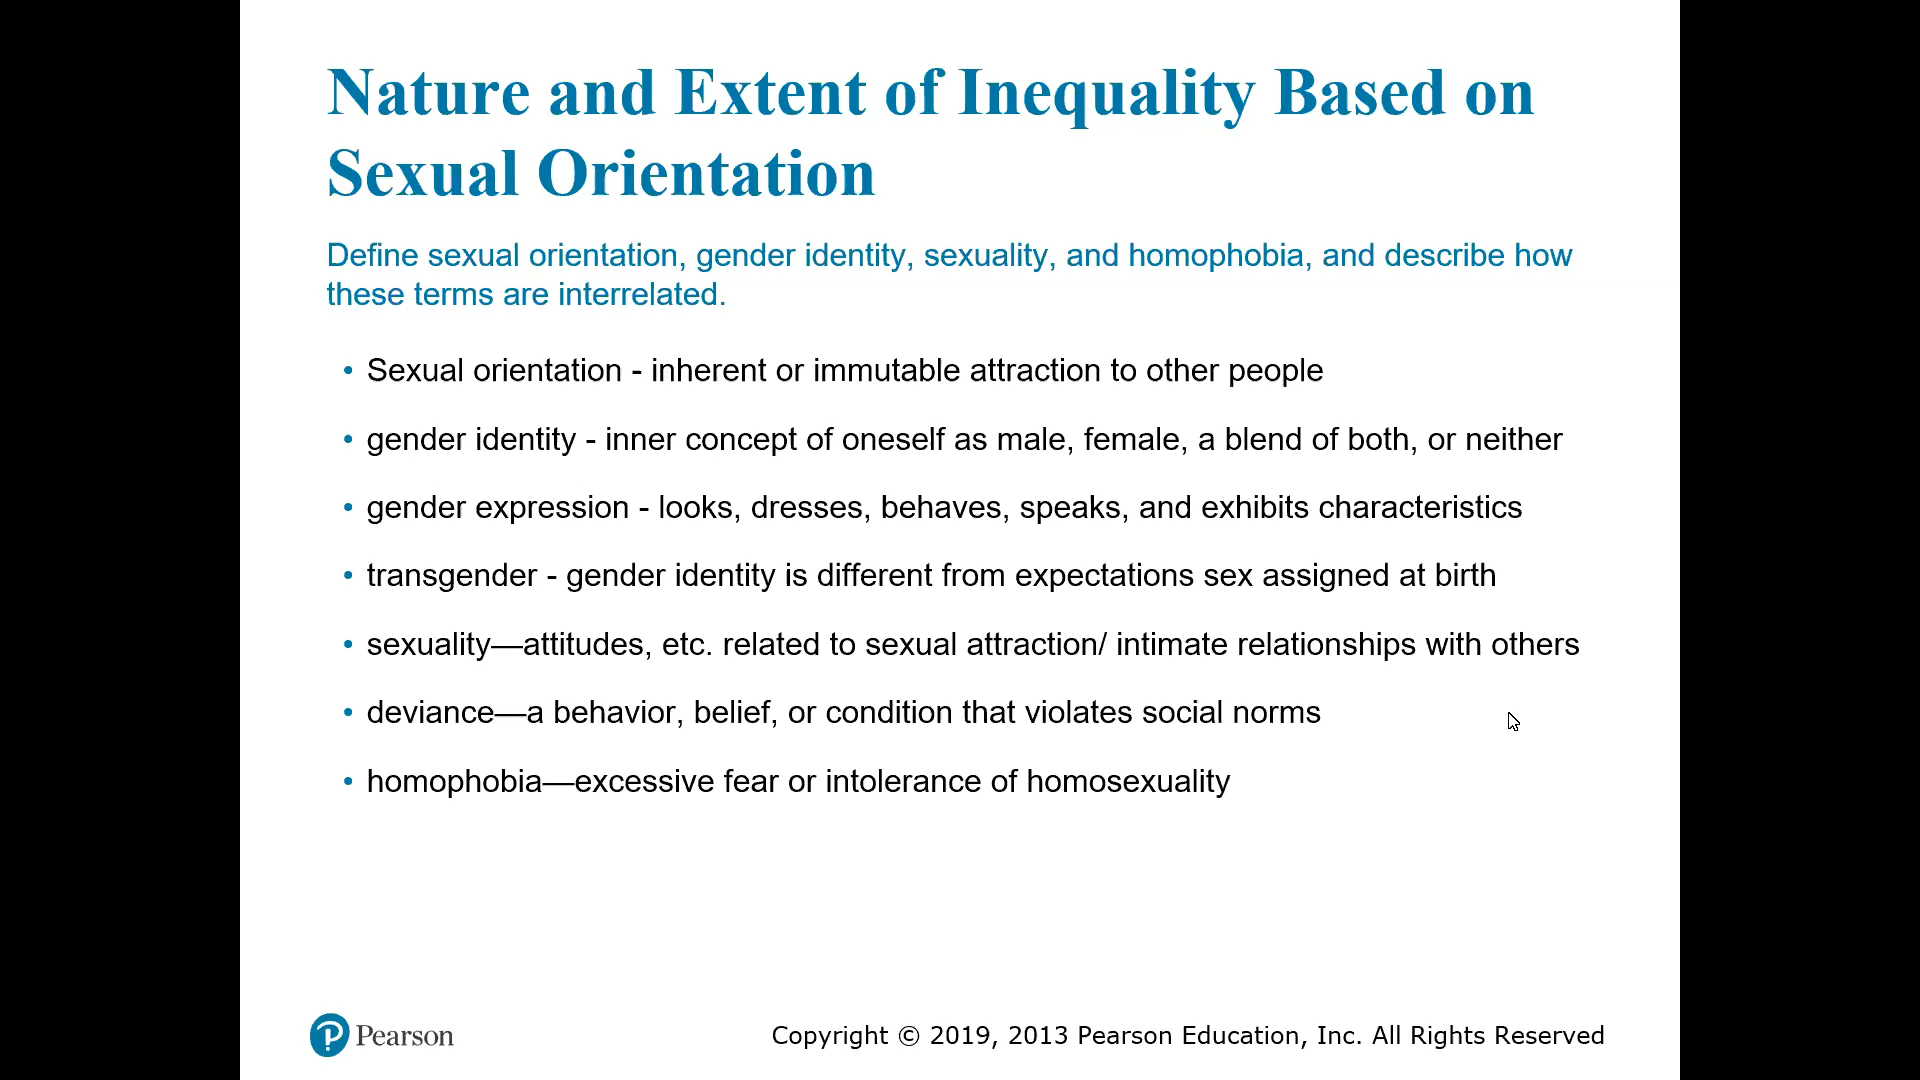 Nature and Extent of Inequality Based on
Sexual Orientation
Define sexual orientation, gender identity, sexuality, and homophobia, and describe how
these terms are interrelated.
• Sexual orientation - inherent or immutable attraction to other people
• gender identity - inner concept of oneself as male, female, a blend of both, or neither
• gender expression - looks, dresses, behaves, speaks, and exhibits characteristics
• transgender - gender identity is different from expectations sex assigned at birth
• sexuality—attitudes, etc. related to sexual attraction/ intimate relationships with others
• deviance—a behavior, belief, or condition that violates social norms
• homophobia—excessive fear or intolerance of homosexuality
Pearson
Copyright © 2019, 2013 Pearson Education, Inc. All Rights Reserved